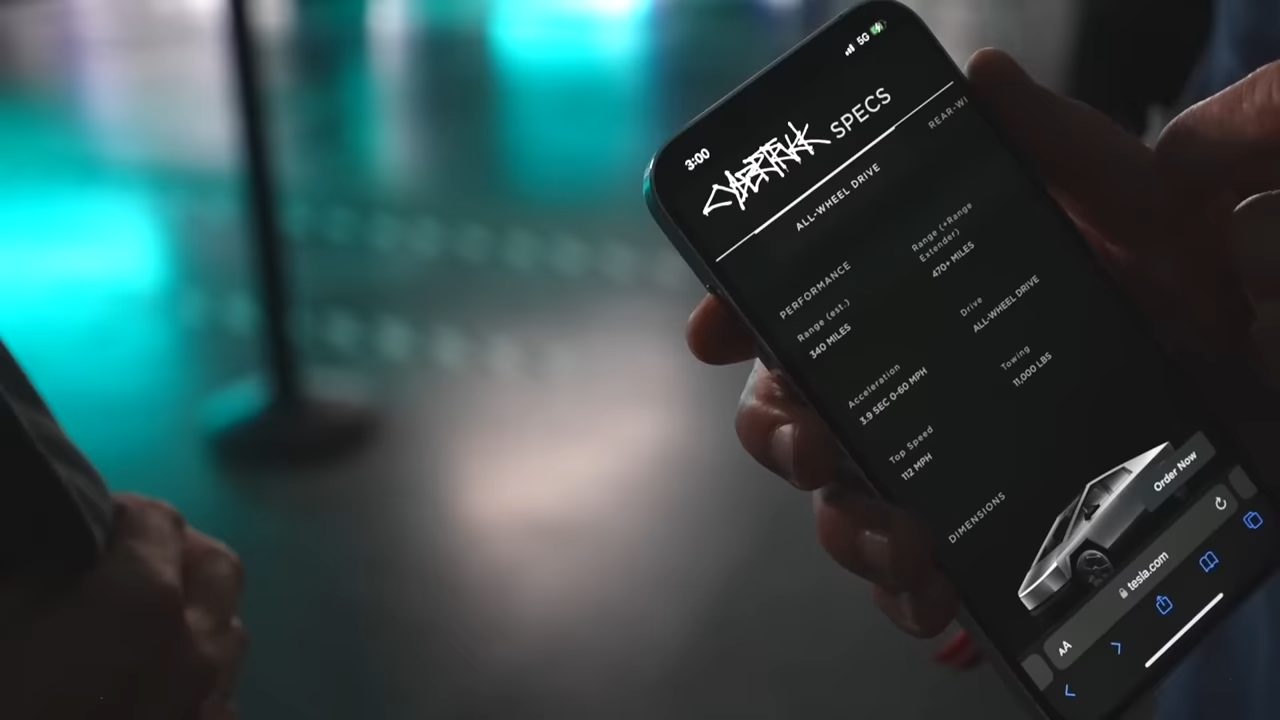 3:00
5G
CYBERTRUCK SPECS
ALL-WHEEL DRIVE
REAR-WI
PERFORMANCE
Range (est.)
340 MILES
Range (+Range
Extender)
470+ MILES
Acceleration
3.9 SEC 0-60 MPH
Drive
ALL-WHEEL DRIVE
Top Speed
112 MPH
Towing
11,000 LBS
DIMENSIONS
Order Now
AA
tesla.com